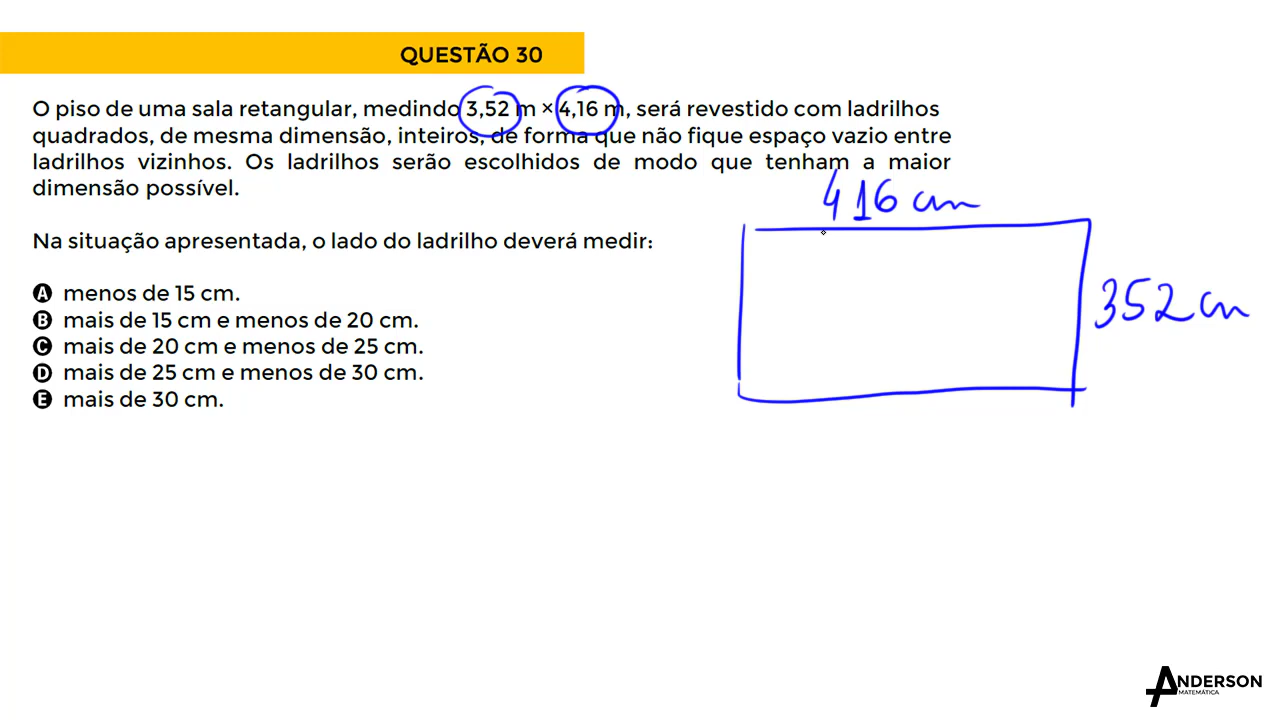 QUESTÃO 30
O piso de uma sala retangular, medindo 3,52 m × 4,16 m, será revestido com ladrilhos
quadrados, de mesma dimensão, inteiros, de forma que não fique espaço vazio entre
ladrilhos vizinhos. Os ladrilhos serão escolhidos de modo que tenham a maior
dimensão possível.
416 cm
Na situação apresentada, o lado do ladrilho deverá medir:
A menos de 15 cm.
352 cm
B mais de 15 cm e menos de 20 cm.
C mais de 20 cm e menos de 25 cm.
D mais de 25 cm e menos de 30 cm.
E mais de 30 cm.
ANDERSON
MATEMÁTICA